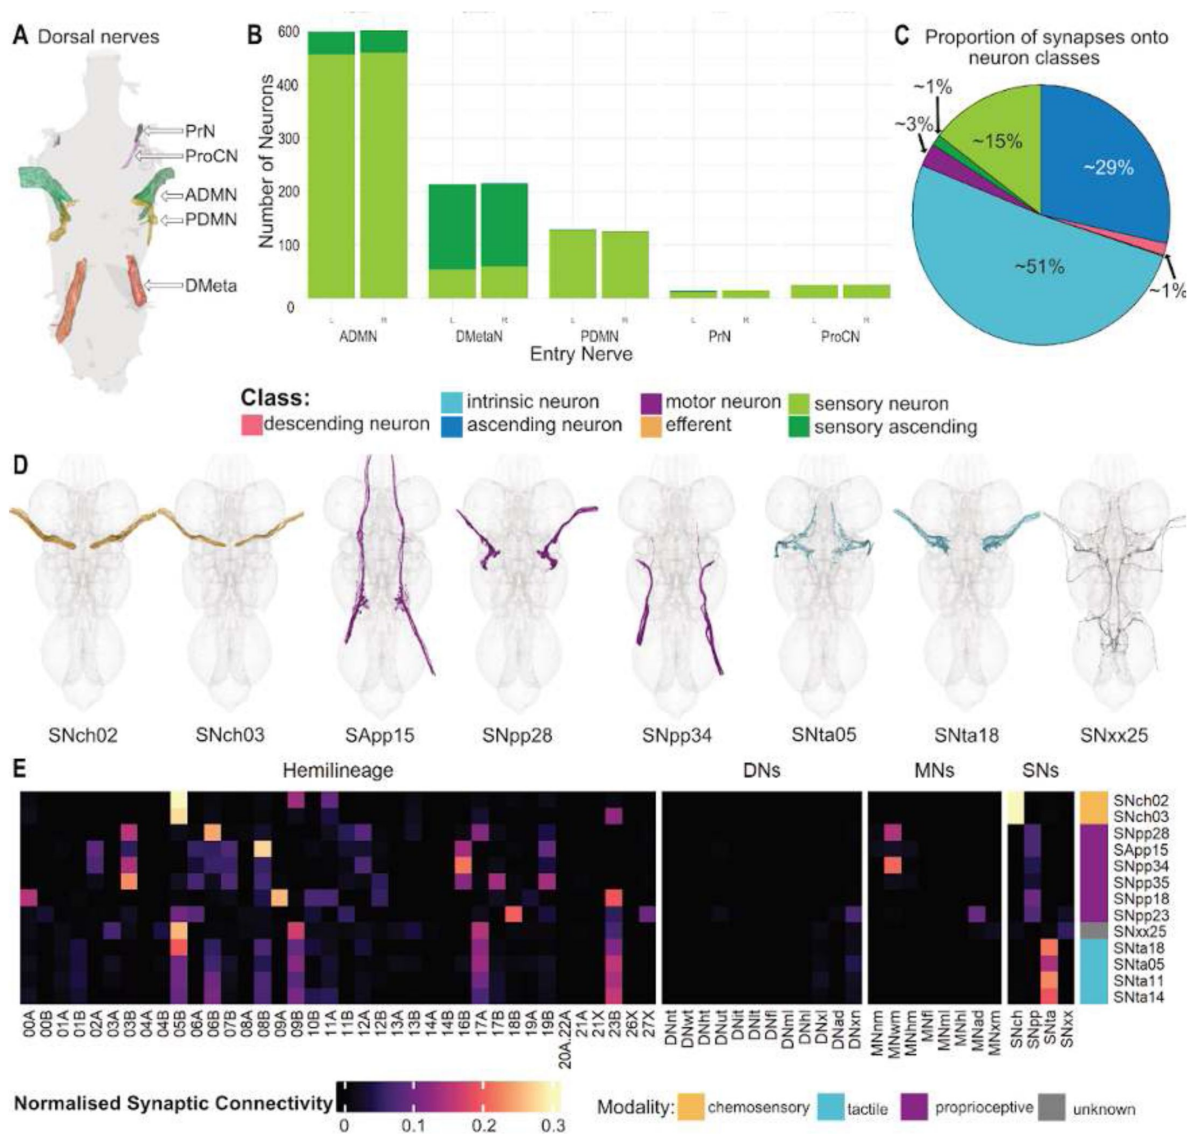 A Dorsal nerves
PrN
ProCN
ADMN
PDMN
DMeta
B
Number of Neurons
600
400
300
200
100
0
L R L R L R L R L R
ADMN DMetaN PDMN PrN ProCN
Entry Nerve
C Proportion of synapses onto
neuron classes
~1%
~3%
~15%
~29%
~51%
~1%
Class:
descending neuron
intrinsic neuron
ascending neuron
motor neuron
efferent
sensory neuron
sensory ascending
D
SNch02 SNch03 SApp15 SNpp28 SNpp34 SNta05 SNta18 SNxx25
E Hemilineage DNs MNs SNs
SNch02
SNch03
SNpp28
SApp15
SNpp34
SNpp35
SNpp18
SNpp23
SNxx25
SNta18
SNta05
SNta11
SNta14
00A 00B 01A 01B 02A 03A 03B 04A 04B 05B 06A 06B 07B 08A 08B 09A 09B 10B 11A 11B 12A 12B 13A 13B 14A 14B 16B 17A 17B 18B 19A 19B 20A.22A 21A 21X 23B 26X 27X
DNnt DNwt DNht DNut DNit DNlt DNfl DNml DNhl DNxl DNad DNxn
MNnm MNwm MNhm MNfl MNml MNhl MNad MNxm
SNch SNpp SNta SNxx
Normalised Synaptic Connectivity
0 0.1 0.2 0.3
Modality: chemosensory tactile proprioceptive unknown